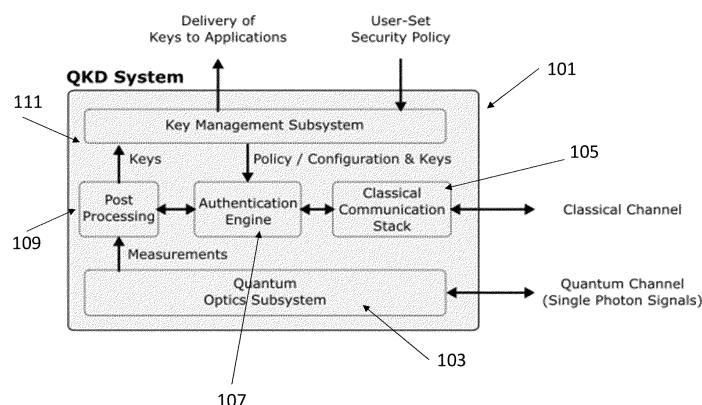 Delivery of
Keys to Applications
User-Set
Security Policy
QKD System
101
111
Key Management Subsystem
Keys
Policy / Configuration & Keys
105
Post
Processing
Authentication
Engine
Classical
Communication
Stack
Classical Channel
109
Measurements
Quantum
Optics Subsystem
Quantum Channel
(Single Photon Signals)
103
107